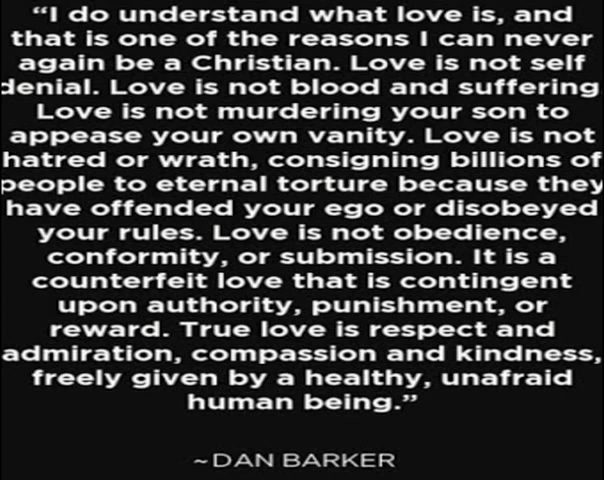 “I do understand what love is, and
that is one of the reasons I can never
again be a Christian. Love is not self
denial. Love is not blood and suffering
Love is not murdering your son to
appease your own vanity. Love is not
hatred or wrath, consigning billions of
people to eternal torture because they
have offended your ego or disobeyed
your rules. Love is not obedience,
conformity, or submission. It is a
counterfeit love that is contingent
upon authority, punishment, or
reward. True love is respect and
admiration, compassion and kindness,
freely given by a healthy, unafraid
human being.”
~DAN BARKER